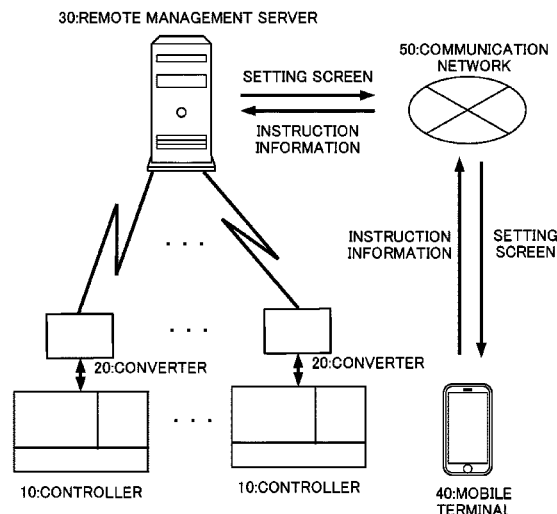 30:REMOTE MANAGEMENT SERVER
50:COMMUNICATION
NETWORK
SETTING SCREEN
INSTRUCTION
INFORMATION
INSTRUCTION
INFORMATION
SETTING
SCREEN
20:CONVERTER
20:CONVERTER
10:CONTROLLER
10:CONTROLLER
40:MOBILE
TERMINAL